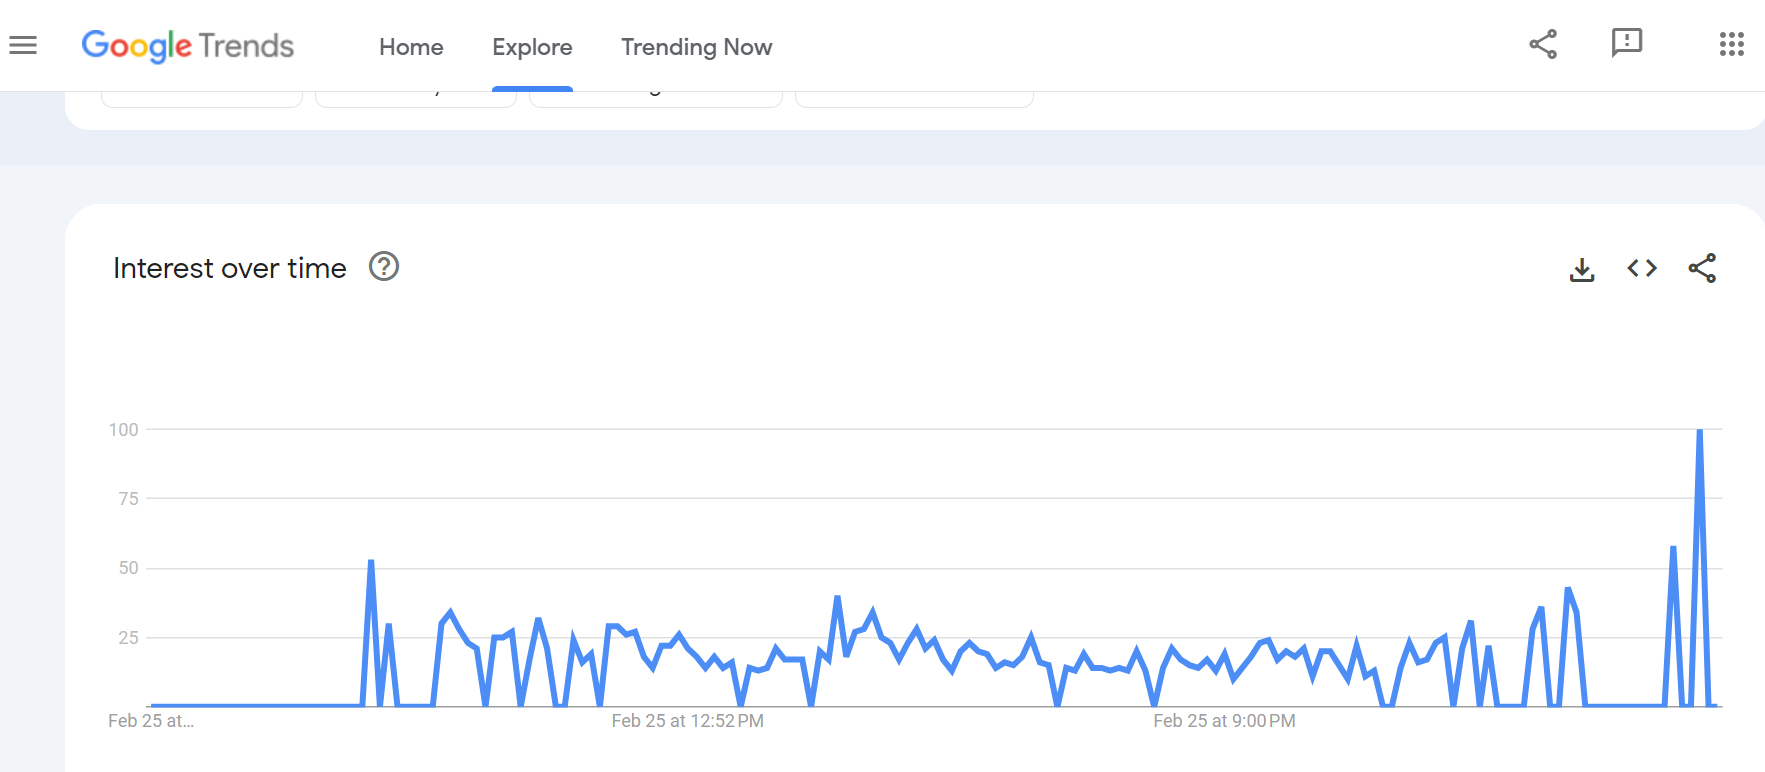 Google Trends Home Explore Trending Now
Interest over time
100
75
50
25
Feb 25 at... Feb 25 at 12:52 PM Feb 25 at 9:00 PM